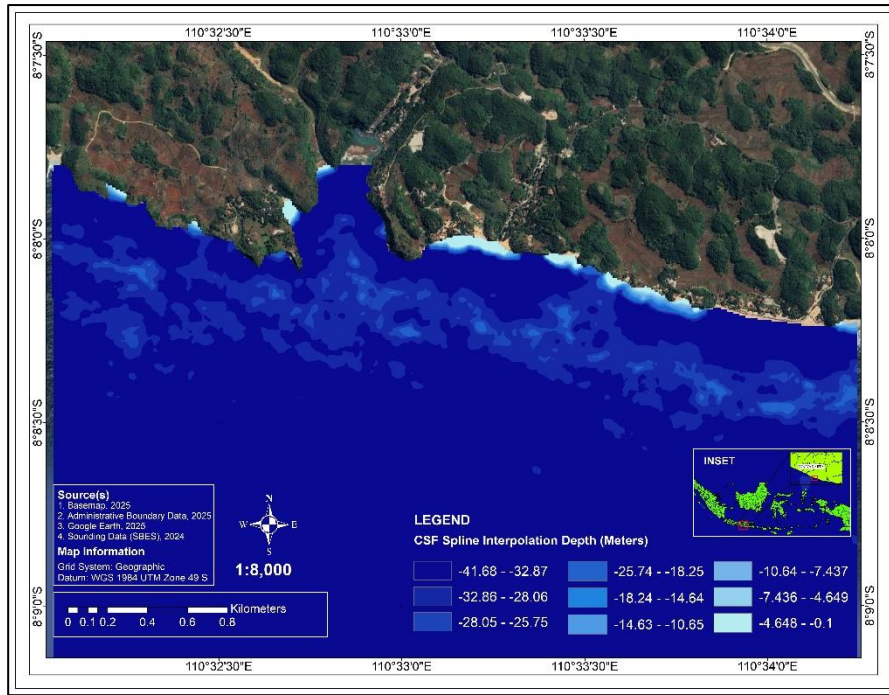 110°32'30"E 110°33'0"E 110°33'30"E 110°34'0"E
8°7'30"S 8°7'30"S
8°8'0"S 8°8'0"S
8°8'30"S 8°8'30"S
8°9'0"S 8°9'0"S
INSET
Source(s)
1. Basemap, 2025
2. Administrative Boundary Data, 2025
3. Google Earth, 2025
4. Sounding Data (SBES), 2024
Map Information
Grid System: Geographic
Datum: WGS 1984 UTM Zone 49 S
N
W E
S
1:8,000
Kilometers
0 0.1 0.2 0.4 0.6 0.8
LEGEND
CSF Spline Interpolation Depth (Meters)
-41.68 - -32.87 -25.74 - -18.25 -10.64 - -7.437
-32.86 - -28.06 -18.24 - -14.64 -7.436 - -4.649
-28.05 - -25.75 -14.63 - -10.65 -4.648 - -0.1
110°32'30"E 110°33'0"E 110°33'30"E 110°34'0"E